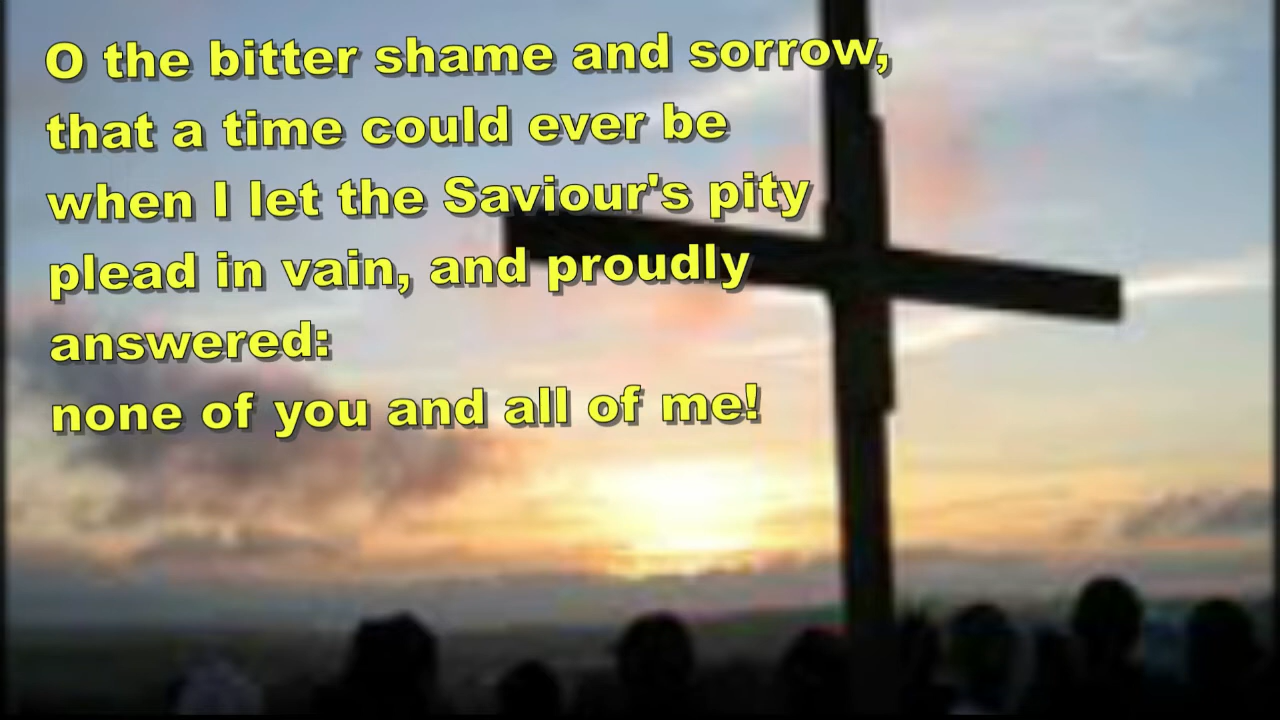 O the bitter shame and sorrow,
that a time could ever be
when I let the Saviour's pity
plead in vain, and proudly
answered:
none of you and all of me!